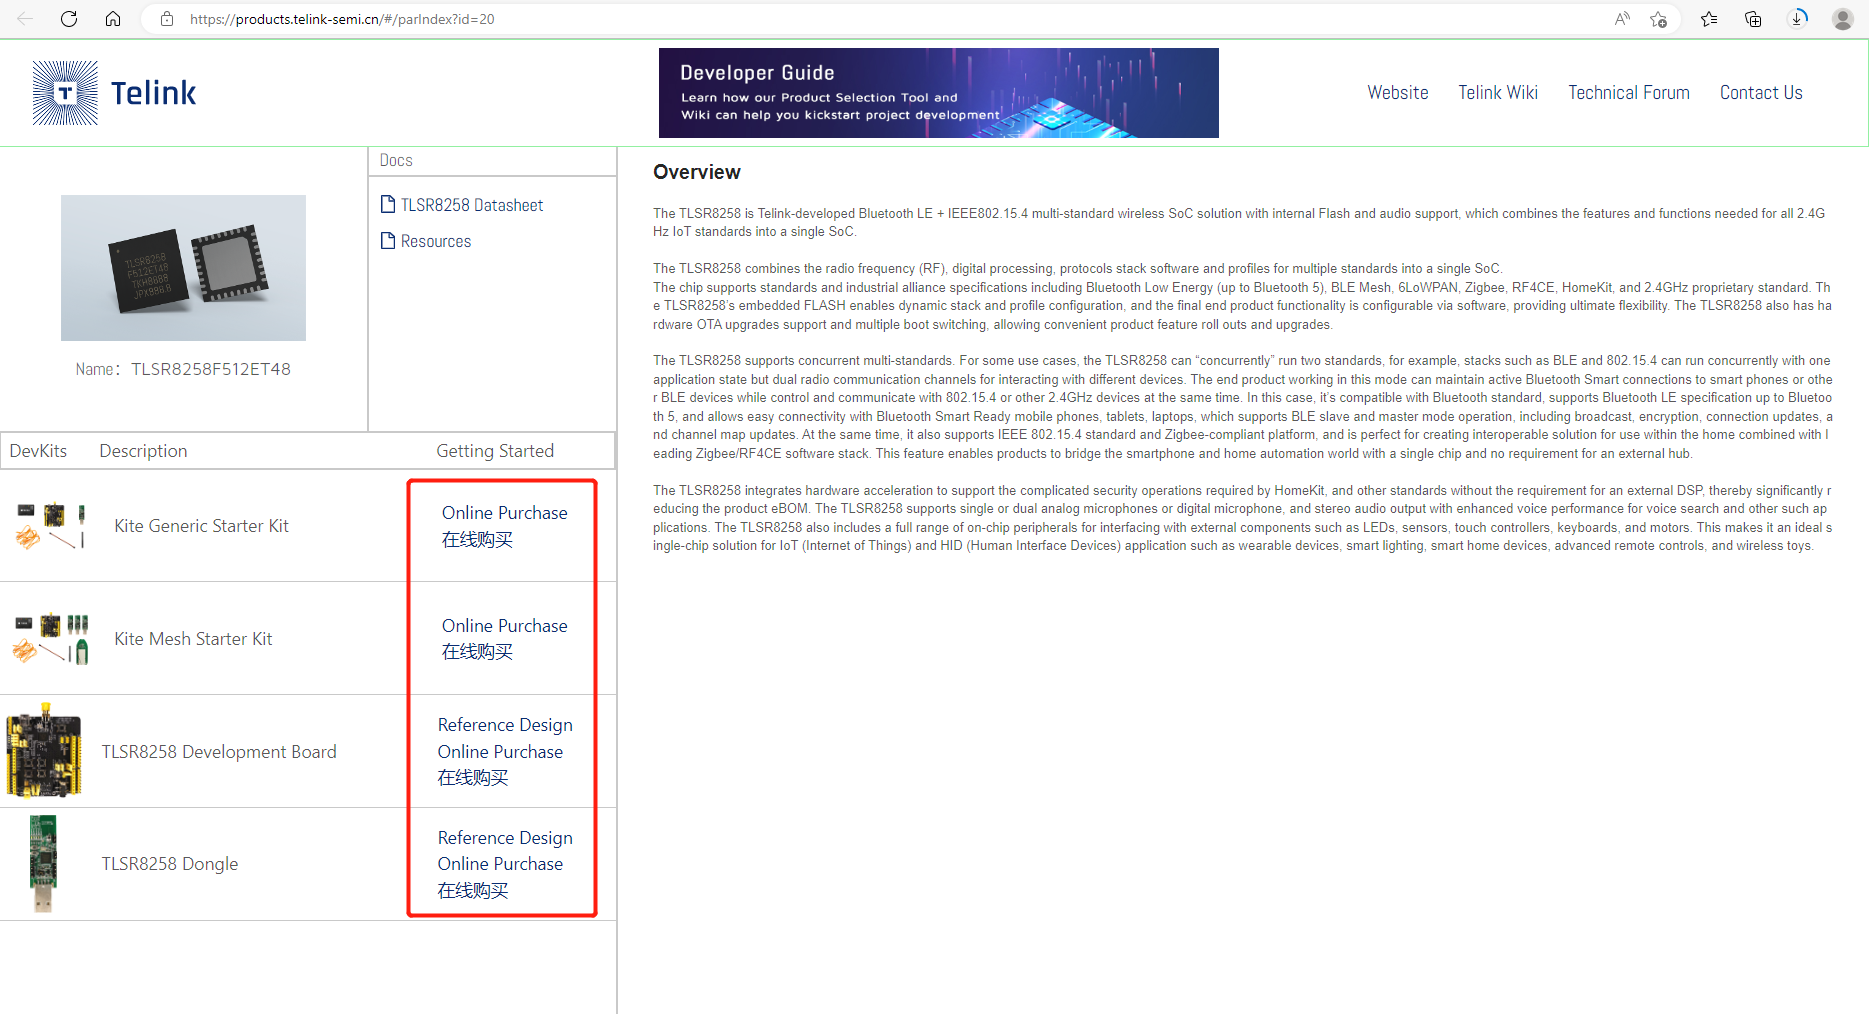 https://products.telink-semi.cn/#/parIndex?id=20
Telink
Developer Guide
Learn how our Product Selection Tool and
Wiki can help you kickstart project development
Website
Telink Wiki
Technical Forum
Contact Us
TLSR8258
F512ET48
Name：TLSR8258F512ET48
Docs
TLSR8258 Datasheet
Resources
DevKits
Description
Getting Started
Kite Generic Starter Kit
Online Purchase
在线购买
Kite Mesh Starter Kit
Online Purchase
在线购买
TLSR8258 Development Board
Reference Design
Online Purchase
在线购买
TLSR8258 Dongle
Reference Design
Online Purchase
在线购买
Overview
The TLSR8258 is Telink-developed Bluetooth LE + IEEE802.15.4 multi-standard wireless SoC solution with internal Flash and audio support, which combines the features and functions needed for all 2.4G
Hz IoT standards into a single SoC.
The TLSR8258 combines the radio frequency (RF), digital processing, protocols stack software and profiles for multiple standards into a single SoC.
The chip supports standards and industrial alliance specifications including Bluetooth Low Energy (up to Bluetooth 5), BLE Mesh, 6LoWPAN, Zigbee, RF4CE, HomeKit, and 2.4GHz proprietary standard. Th
e TLSR8258’s embedded FLASH enables dynamic stack and profile configuration, and the final end product functionality is configurable via software, providing ultimate flexibility. The TLSR8258 also has ha
rdware OTA upgrades support and multiple boot switching, allowing convenient product feature roll outs and upgrades.
The TLSR8258 supports concurrent multi-standards. For some use cases, the TLSR8258 can “concurrently” run two standards, for example, stacks such as BLE and 802.15.4 can run concurrently with one
application state but dual radio communication channels for interacting with different devices. The end product working in this mode can maintain active Bluetooth Smart connections to smart phones or othe
r BLE devices while control and communicate with 802.15.4 or other 2.4GHz devices at the same time. In this case, it’s compatible with Bluetooth standard, supports Bluetooth LE specification up to Bluetoo
th 5, and allows easy connectivity with Bluetooth Smart Ready mobile phones, tablets, laptops, which supports BLE slave and master mode operation, including broadcast, encryption, connection updates, a
nd channel map updates. At the same time, it also supports IEEE 802.15.4 standard and Zigbee-compliant platform, and is perfect for creating interoperable solution for use within the home combined with l
eading Zigbee/RF4CE software stack. This feature enables products to bridge the smartphone and home automation world with a single chip and no requirement for an external hub.
The TLSR8258 integrates hardware acceleration to support the complicated security operations required by HomeKit, and other standards without the requirement for an external DSP, thereby significantly r
educing the product eBOM. The TLSR8258 supports single or dual analog microphones or digital microphone, and stereo audio output with enhanced voice performance for voice search and other such ap
plications. The TLSR8258 also includes a full range of on-chip peripherals for interfacing with external components such as LEDs, sensors, touch controllers, keyboards, and motors. This makes it an ideal s
ingle-chip solution for IoT (Internet of Things) and HID (Human Interface Devices) application such as wearable devices, smart lighting, smart home devices, advanced remote controls, and wireless toys.